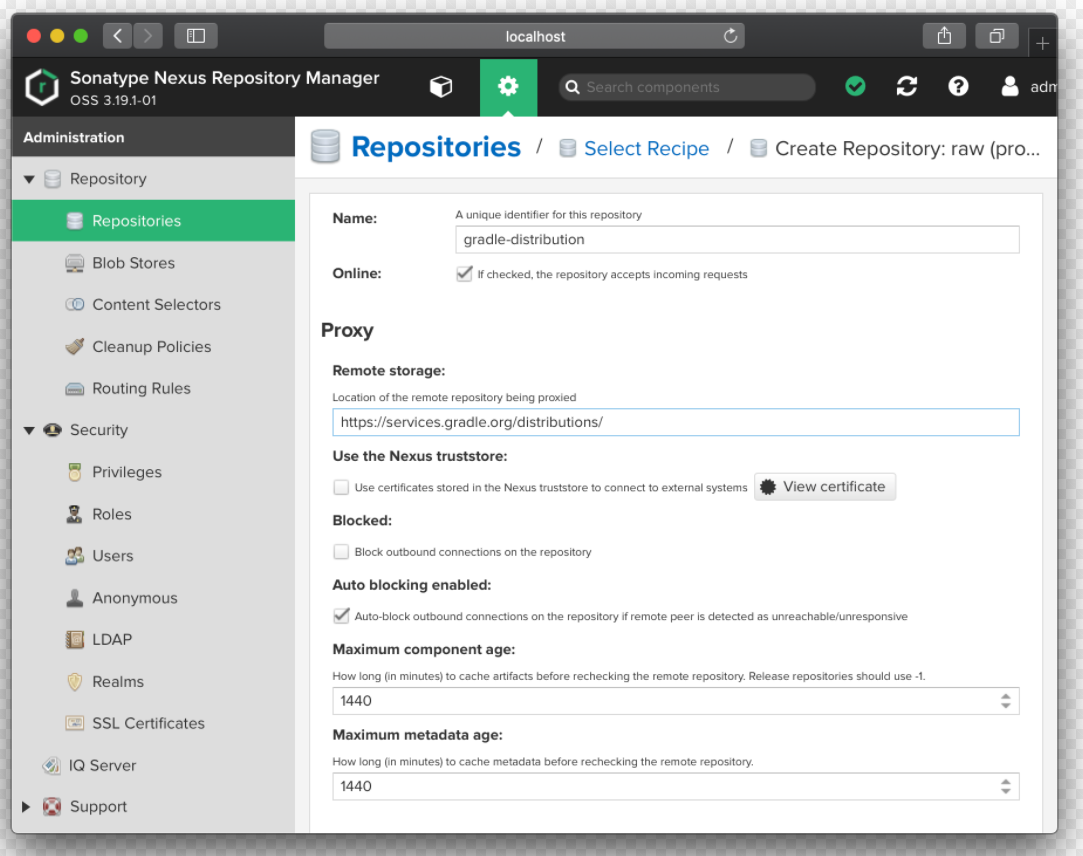 localhost
Sonatype Nexus Repository Manager
OSS 3.19.1-01
Search components
adm
Administration
Repositories / Select Recipe / Create Repository: raw (pro...
Repository
Repositories
Blob Stores
Content Selectors
Cleanup Policies
Routing Rules
Security
Privileges
Roles
Users
Anonymous
LDAP
Realms
SSL Certificates
IQ Server
Support
Name:
A unique identifier for this repository
gradle-distribution
Online:
If checked, the repository accepts incoming requests
Proxy
Remote storage:
Location of the remote repository being proxied
https://services.gradle.org/distributions/
Use the Nexus truststore:
Use certificates stored in the Nexus truststore to connect to external systems View certificate
Blocked:
Block outbound connections on the repository
Auto blocking enabled:
Auto-block outbound connections on the repository if remote peer is detected as unreachable/unresponsive
Maximum component age:
How long (in minutes) to cache artifacts before rechecking the remote repository. Release repositories should use -1.
1440
Maximum metadata age:
How long (in minutes) to cache metadata before rechecking the remote repository.
1440